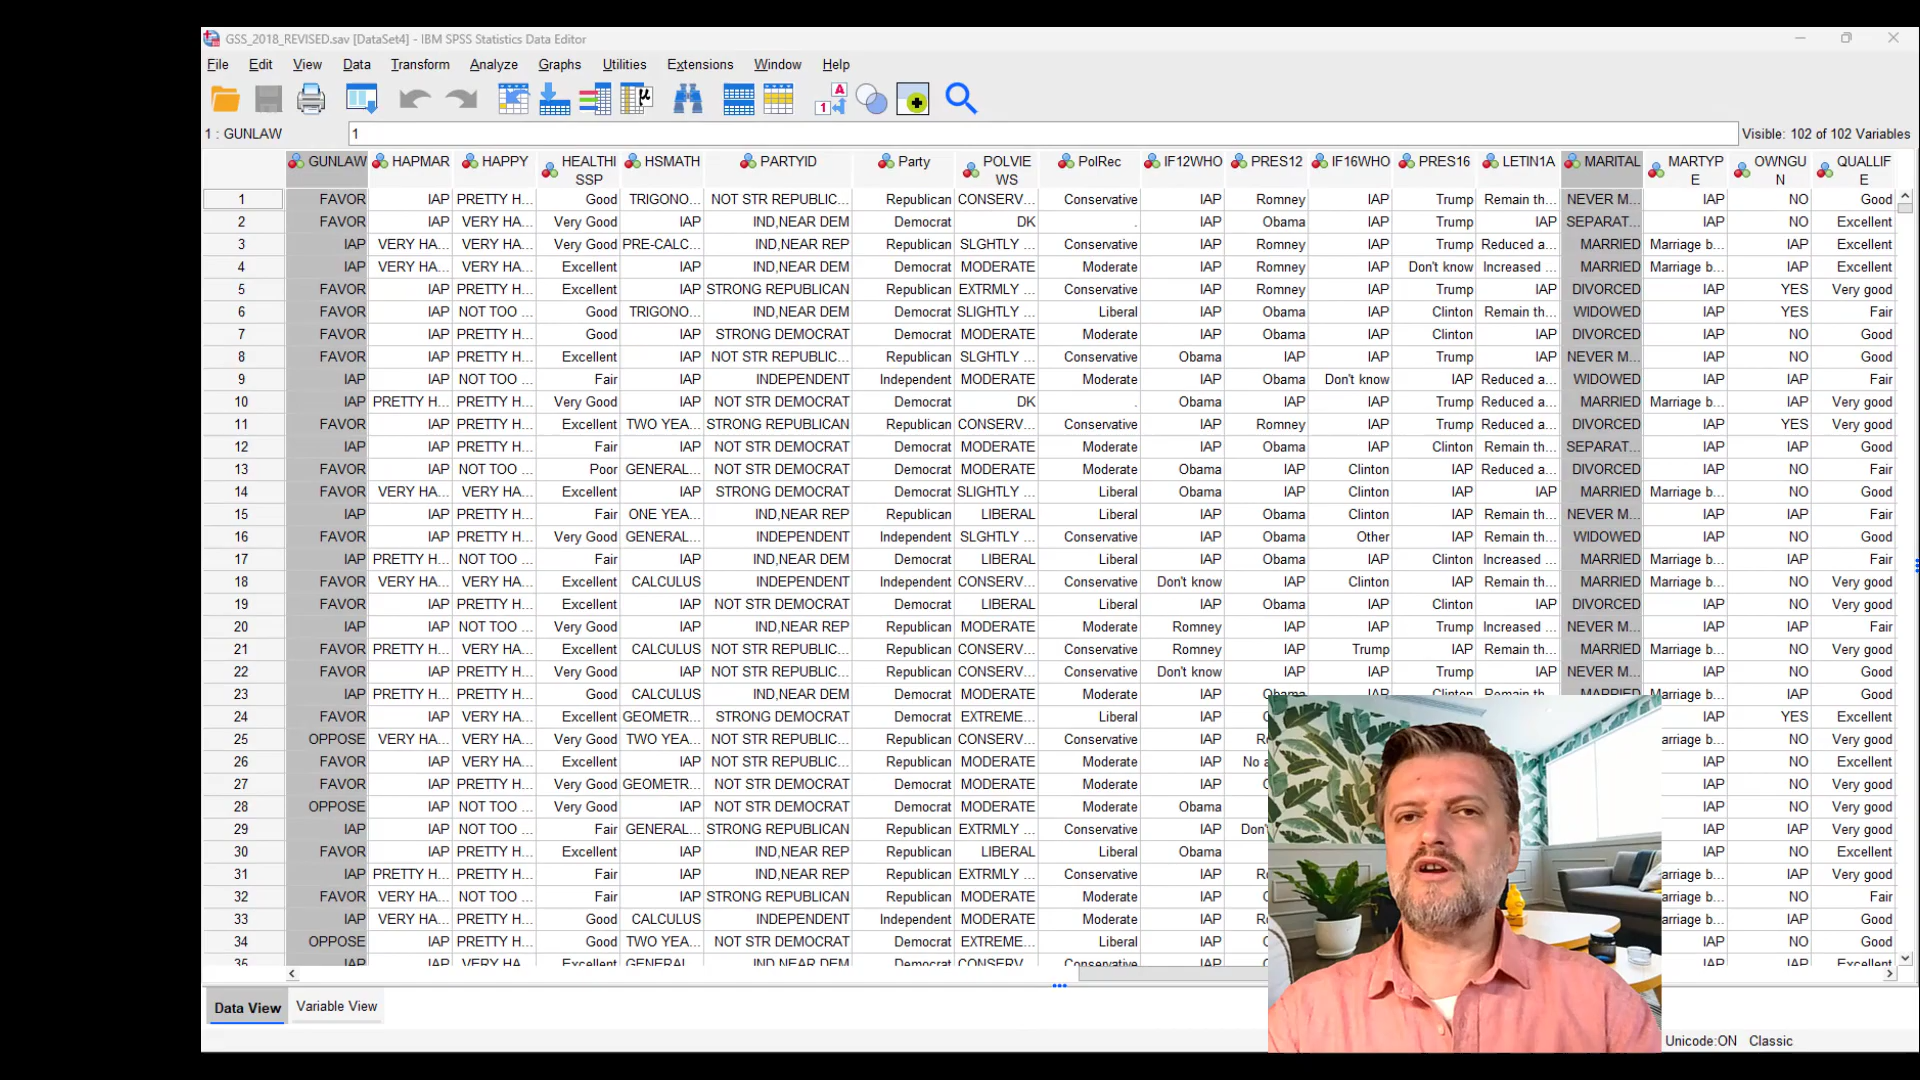 GSS_2018_REVISED.sav [DataSet4] - IBM SPSS Statistics Data Editor
File Edit View Data Transform Analyze Graphs Utilities Extensions Window Help
1 : GUNLAW 1 Visible: 102 of 102 Variables
GUNLAW HAPMAR HAPPY HEALTHI SSP HSMATH PARTYID Party POLVIE WS PolRec IF12WHO PRES12 IF16WHO PRES16 LETIN1A MARITAL MARTYP E OWNGU N QUALLIF E
1 FAVOR IAP PRETTY H... Good TRIGONO... NOT STR REPUBLIC... Republican CONSERV... Conservative IAP Romney IAP Trump Remain th... NEVER M... IAP NO Good
2 FAVOR IAP VERY HA... Very Good IAP IND,NEAR DEM Democrat DK . IAP Obama IAP Trump IAP SEPARAT... IAP NO Excellent
3 IAP VERY HA... VERY HA... Very Good PRE-CALC... IND,NEAR REP Republican SLGHTLY ... Conservative IAP Romney IAP Trump Reduced a... MARRIED Marriage b... IAP Excellent
4 IAP VERY HA... VERY HA... Excellent IAP IND,NEAR DEM Democrat MODERATE Moderate IAP Romney IAP Don't know Increased ... MARRIED Marriage b... IAP Excellent
5 FAVOR IAP PRETTY H... Excellent IAP STRONG REPUBLICAN Republican EXTRMLY ... Conservative IAP Romney IAP Trump IAP DIVORCED IAP YES Very good
6 FAVOR IAP NOT TOO ... Good TRIGONO... IND,NEAR DEM Democrat SLIGHTLY ... Liberal IAP Obama IAP Clinton Remain th... WIDOWED IAP YES Fair
7 FAVOR IAP PRETTY H... Good IAP STRONG DEMOCRAT Democrat MODERATE Moderate IAP Obama IAP Clinton IAP DIVORCED IAP NO Good
8 FAVOR IAP PRETTY H... Excellent IAP NOT STR REPUBLIC... Republican SLGHTLY ... Conservative Obama IAP IAP Trump IAP NEVER M... IAP NO Good
9 IAP IAP NOT TOO ... Fair IAP INDEPENDENT Independent MODERATE Moderate IAP Obama Don't know IAP Reduced a... WIDOWED IAP IAP Fair
10 IAP PRETTY H... PRETTY H... Very Good IAP NOT STR DEMOCRAT Democrat DK . Obama IAP IAP Trump Reduced a... MARRIED Marriage b... IAP Very good
11 FAVOR IAP PRETTY H... Excellent TWO YEA... STRONG REPUBLICAN Republican CONSERV... Conservative IAP Romney IAP Trump Reduced a... DIVORCED IAP YES Very good
12 IAP IAP PRETTY H... Fair IAP NOT STR DEMOCRAT Democrat MODERATE Moderate IAP Obama IAP Clinton Remain th... SEPARAT... IAP IAP Good
13 FAVOR IAP NOT TOO ... Poor GENERAL... NOT STR DEMOCRAT Democrat MODERATE Moderate Obama IAP Clinton IAP Reduced a... DIVORCED IAP NO Fair
14 FAVOR VERY HA... VERY HA... Excellent IAP STRONG DEMOCRAT Democrat SLIGHTLY ... Liberal Obama IAP Clinton IAP IAP MARRIED Marriage b... NO Good
15 IAP IAP PRETTY H... Fair ONE YEA... IND,NEAR REP Republican LIBERAL Liberal IAP Obama Clinton IAP Remain th... NEVER M... IAP IAP Fair
16 FAVOR IAP PRETTY H... Very Good GENERAL... INDEPENDENT Independent SLGHTLY ... Conservative IAP Obama Other IAP Remain th... WIDOWED IAP NO Good
17 IAP PRETTY H... NOT TOO ... Fair IAP IND,NEAR DEM Democrat LIBERAL Liberal IAP Obama IAP Clinton Increased ... MARRIED Marriage b... IAP Fair
18 FAVOR VERY HA... VERY HA... Excellent CALCULUS INDEPENDENT Independent CONSERV... Conservative Don't know IAP Clinton IAP Remain th... MARRIED Marriage b... NO Very good
19 FAVOR IAP PRETTY H... Excellent IAP NOT STR DEMOCRAT Democrat LIBERAL Liberal IAP Obama IAP Clinton IAP DIVORCED IAP NO Very good
20 IAP IAP NOT TOO ... Very Good IAP IND,NEAR REP Republican MODERATE Moderate Romney IAP IAP Trump Increased ... NEVER M... IAP IAP Fair
21 FAVOR PRETTY H... VERY HA... Excellent CALCULUS NOT STR REPUBLIC... Republican CONSERV... Conservative Romney IAP Trump IAP Remain th... MARRIED Marriage b... NO Very good
22 FAVOR IAP PRETTY H... Very Good IAP NOT STR REPUBLIC... Republican CONSERV... Conservative Don't know IAP IAP Trump IAP NEVER M... IAP NO Good
23 IAP PRETTY H... PRETTY H... Good CALCULUS IND,NEAR DEM Democrat MODERATE Moderate IAP Obama IAP Clinton Remain th... MARRIED Marriage b... IAP Good
24 FAVOR IAP VERY HA... Excellent GEOMETR... STRONG DEMOCRAT Democrat EXTREME... Liberal IAP IAP YES Excellent
25 OPPOSE VERY HA... VERY HA... Very Good TWO YEA... NOT STR REPUBLIC... Republican CONSERV... Conservative IAP arriage b... NO Very good
26 FAVOR IAP VERY HA... Excellent IAP NOT STR REPUBLIC... Republican MODERATE Moderate IAP No a IAP NO Excellent
27 FAVOR IAP PRETTY H... Very Good GEOMETR... NOT STR DEMOCRAT Democrat MODERATE Moderate IAP arriage b... NO Very good
28 OPPOSE IAP NOT TOO ... Very Good IAP NOT STR DEMOCRAT Democrat MODERATE Moderate Obama IAP NO Very good
29 IAP IAP NOT TOO ... Fair GENERAL... STRONG REPUBLICAN Republican EXTRMLY ... Conservative IAP Don' IAP IAP Very good
30 FAVOR IAP PRETTY H... Excellent IAP IND,NEAR REP Republican LIBERAL Liberal Obama IAP NO Excellent
31 IAP PRETTY H... PRETTY H... Fair IAP IND,NEAR REP Republican EXTRMLY ... Conservative IAP arriage b... IAP Very good
32 FAVOR VERY HA... NOT TOO ... Fair IAP STRONG REPUBLICAN Republican MODERATE Moderate IAP arriage b... NO Fair
33 IAP VERY HA... PRETTY H... Good CALCULUS INDEPENDENT Independent MODERATE Moderate IAP arriage b... IAP Good
34 OPPOSE IAP PRETTY H... Good TWO YEA... NOT STR DEMOCRAT Democrat EXTREME... Liberal IAP IAP NO Good
35 IAP IAP VERY HA Excellent GENERAL IND,NEAR DEM Democrat CONSERV Conservative IAP IAP IAP Excellent
Data View Variable View
Unicode:ON Classic